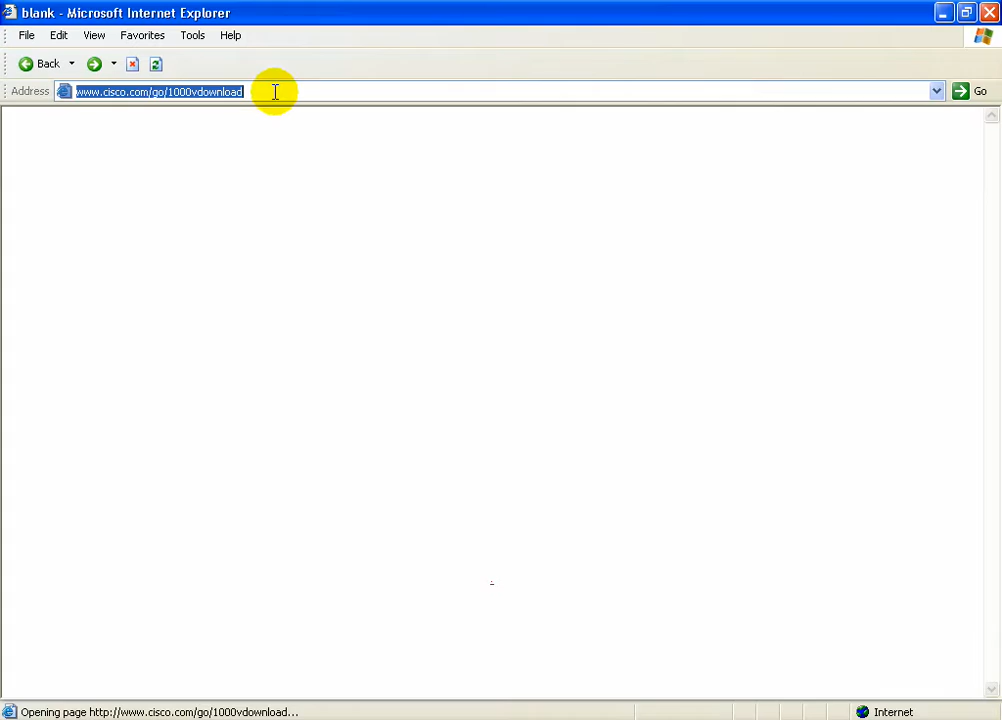 blank - Microsoft Internet Explorer
File Edit View Favorites Tools Help
Back
Address www.cisco.com/go/1000vdownload Go
Opening page http://www.cisco.com/go/1000vdownload... Internet